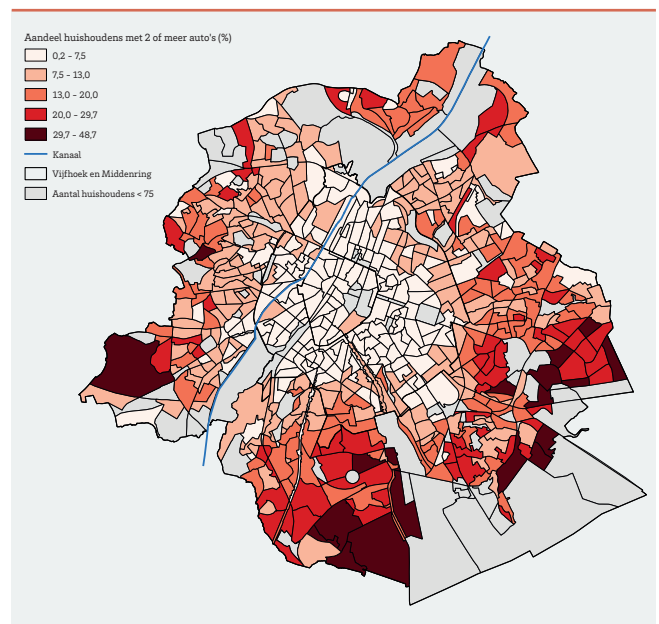 Aandeel huishoudens met 2 of meer auto's (%)
0,2 - 7,5
7,5 - 13,0
13,0 - 20,0
20,0 - 29,7
29,7 - 48,7
Kanaal
Vijfhoek en Middenring
Aantal huishoudens < 75